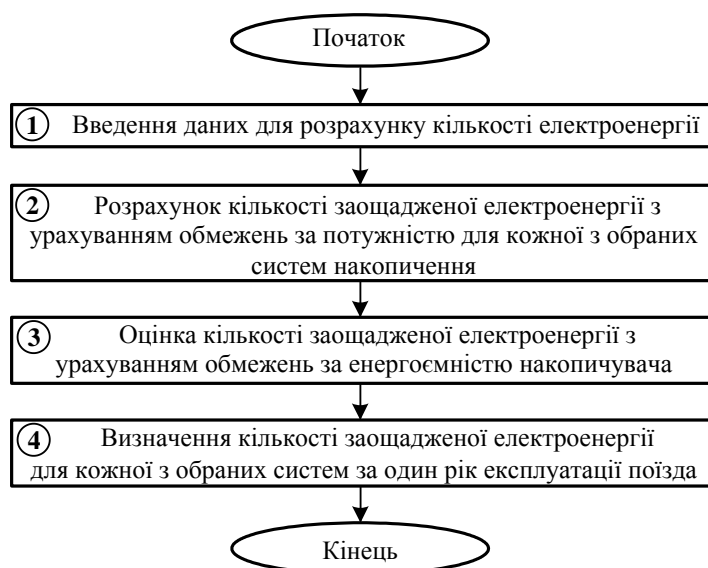 Початок
1 Введення даних для розрахунку кількості електроенергії
2 Розрахунок кількості заощадженої електроенергії з
урахуванням обмежень за потужністю для кожної з обраних
систем накопичення
3 Оцінка кількості заощадженої електроенергії з
урахуванням обмежень за енергоємністю накопичувача
4 Визначення кількості заощадженої електроенергії
для кожної з обраних систем за один рік експлуатації поїзда
Кінець